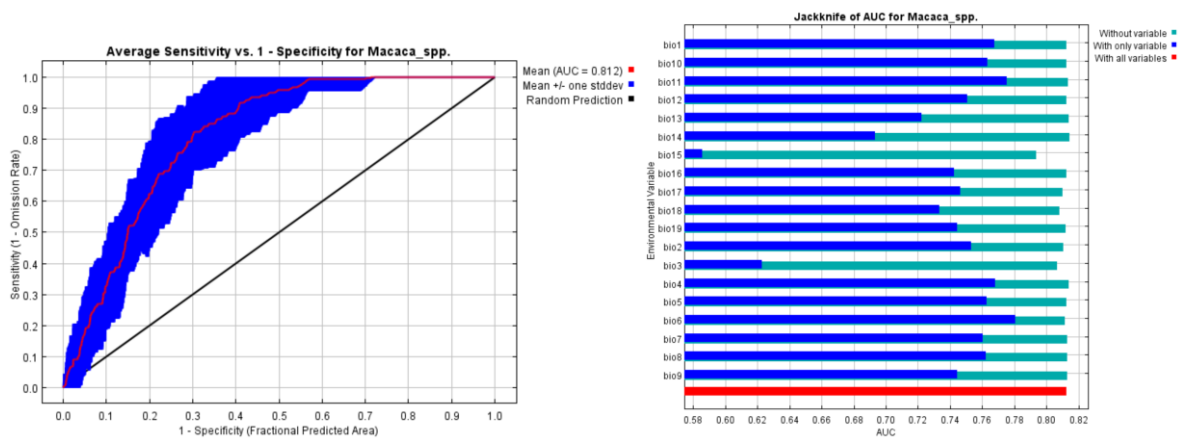 Average Sensitivity vs. 1 - Specificity for Macaca_spp.
Mean (AUC = 0.812)
Mean +/- one stddev
Random Prediction
Sensitivity (1 - Omission Rate)
1.0
0.9
0.8
0.7
0.6
0.5
0.4
0.3
0.2
0.1
0.0
0.0 0.1 0.2 0.3 0.4 0.5 0.6 0.7 0.8 0.9 1.0
1 - Specificity (Fractional Predicted Area)
Jackknife of AUC for Macaca_spp.
Without variable
With only variable
With all variables
Environmental Variable
bio1
bio10
bio11
bio12
bio13
bio14
bio15
bio16
bio17
bio18
bio19
bio2
bio3
bio4
bio5
bio6
bio7
bio8
bio9
0.58 0.60 0.62 0.64 0.66 0.68 0.70 0.72 0.74 0.76 0.78 0.80 0.82
AUC